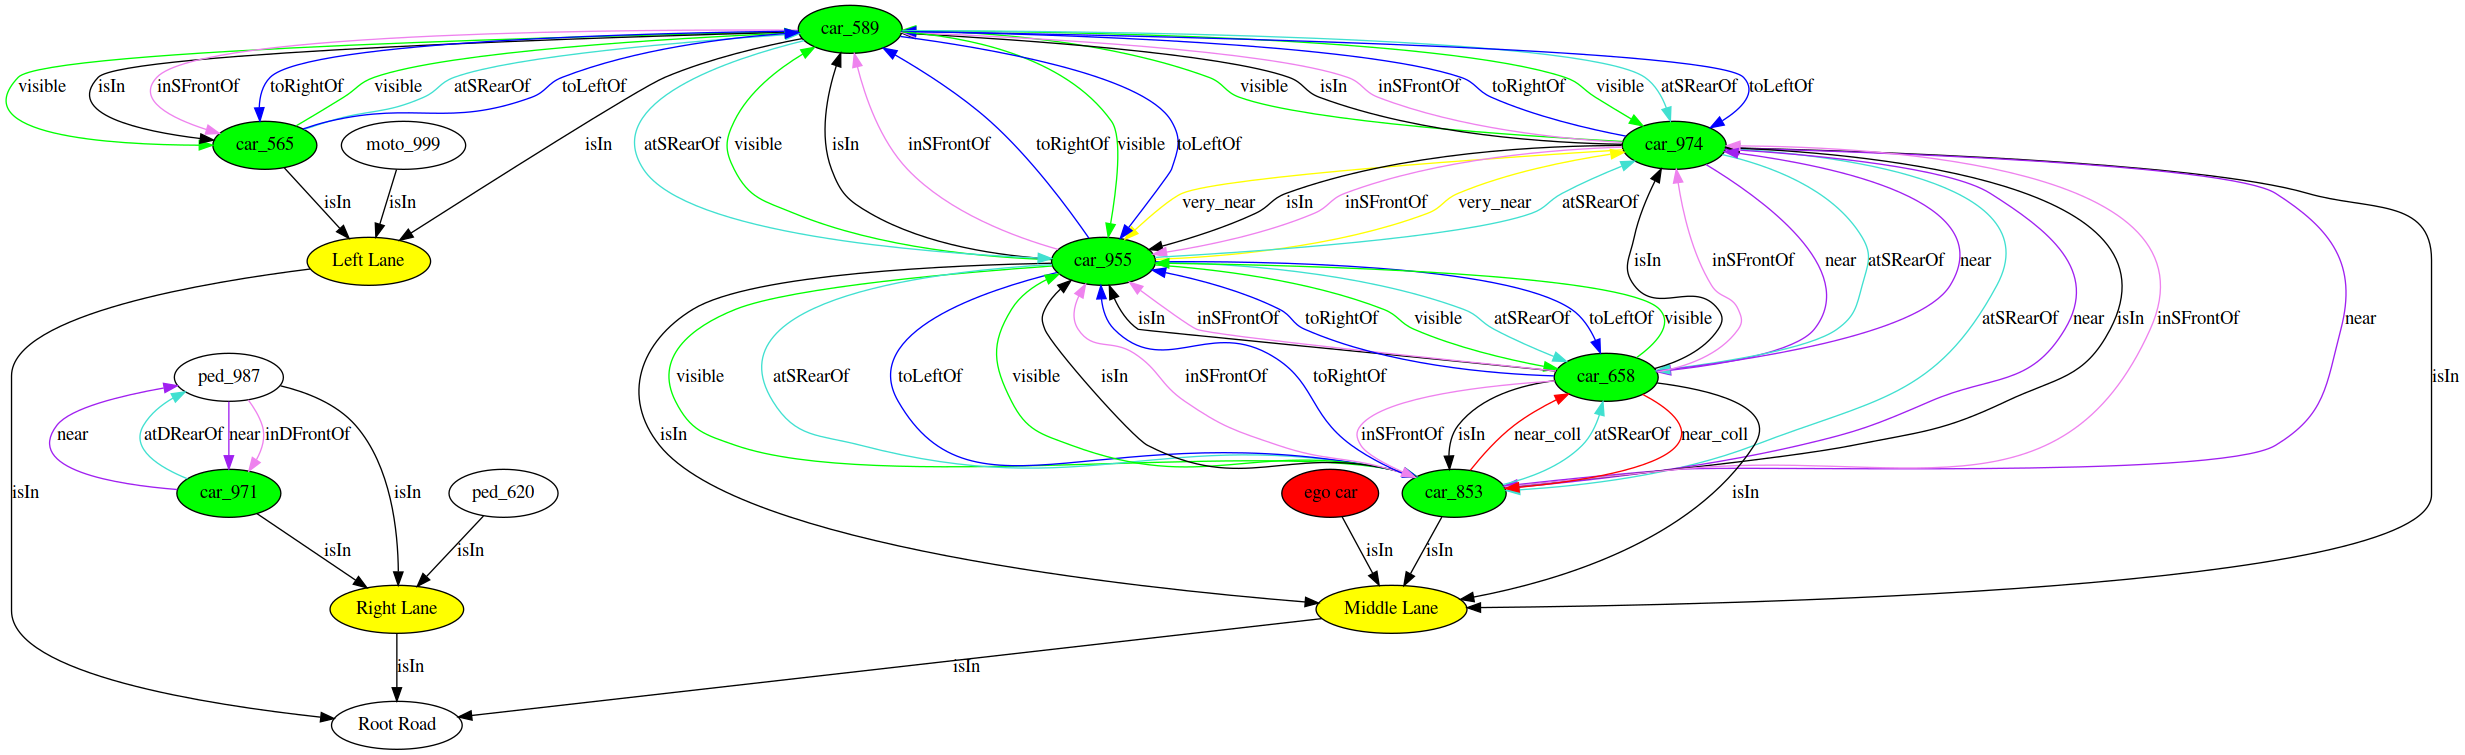 car_589
visible
isIn
inSFrontOf
toRightOf
visible
atSRearOf
toLeftOf
visible
isIn
inSFrontOf
toRightOf
visible
atSRearOf
toLeftOf
car_565
moto_999
isIn
atSRearOf
visible
isIn
inSFrontOf
toRightOf
visible
toLeftOf
car_974
isIn
isIn
very_near
isIn
inSFrontOf
very_near
atSRearOf
Left Lane
car_955
isIn
inSFrontOf
near
atSRearOf
near
isIn
inSFrontOf
toRightOf
visible
atSRearOf
toLeftOf
visible
atSRearOf
near
isIn
inSFrontOf
near
ped_987
visible
atSRearOf
toLeftOf
visible
isIn
inSFrontOf
toRightOf
car_658
isIn
near
atDRearOf
near
inDFrontOf
isIn
inSFrontOf
isIn
near_coll
atSRearOf
near_coll
isIn
car_971
isIn
ped_620
ego car
car_853
isIn
isIn
isIn
isIn
isIn
Right Lane
Middle Lane
isIn
isIn
Root Road